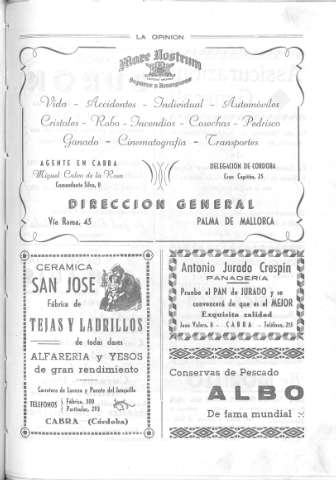 LA OPINION
Mare Nostrum
Seguros y Reaseguros
Vida - Accidentes - Individual - Automóviles
Cristales - Robo - Incendios - Cosechas - Pedrisco
Ganado - Cinematografía - Transportes
AGENTE EN CABRA
Miguel Calvo de la Rosa
Comandante Silva, 8
DELEGACION DE CORDOBA
Gran Capitán, 25
DIRECCION GENERAL
Vía Roma, 45
PALMA DE MALLORCA
CERAMICA
SAN JOSE
Fábrica de
TEJAS Y LADRILLOS
de todas clases
ALFARERIA y YESOS
de gran rendimiento
Carretera de Lucena y Puente del Junquillo
TELEFONOS
Fábrica, 300
Particular, 293
CABRA (Córdoba)
Antonio Jurado Crespin
PANADERIA
Pruebe el PAN de JURADO y se
convencerá de que es el MEJOR
Exquisita calidad
Juan Valera, 8 - CABRA - Teléfono, 215
Conservas de Pescado
ALBO
De fama mundial